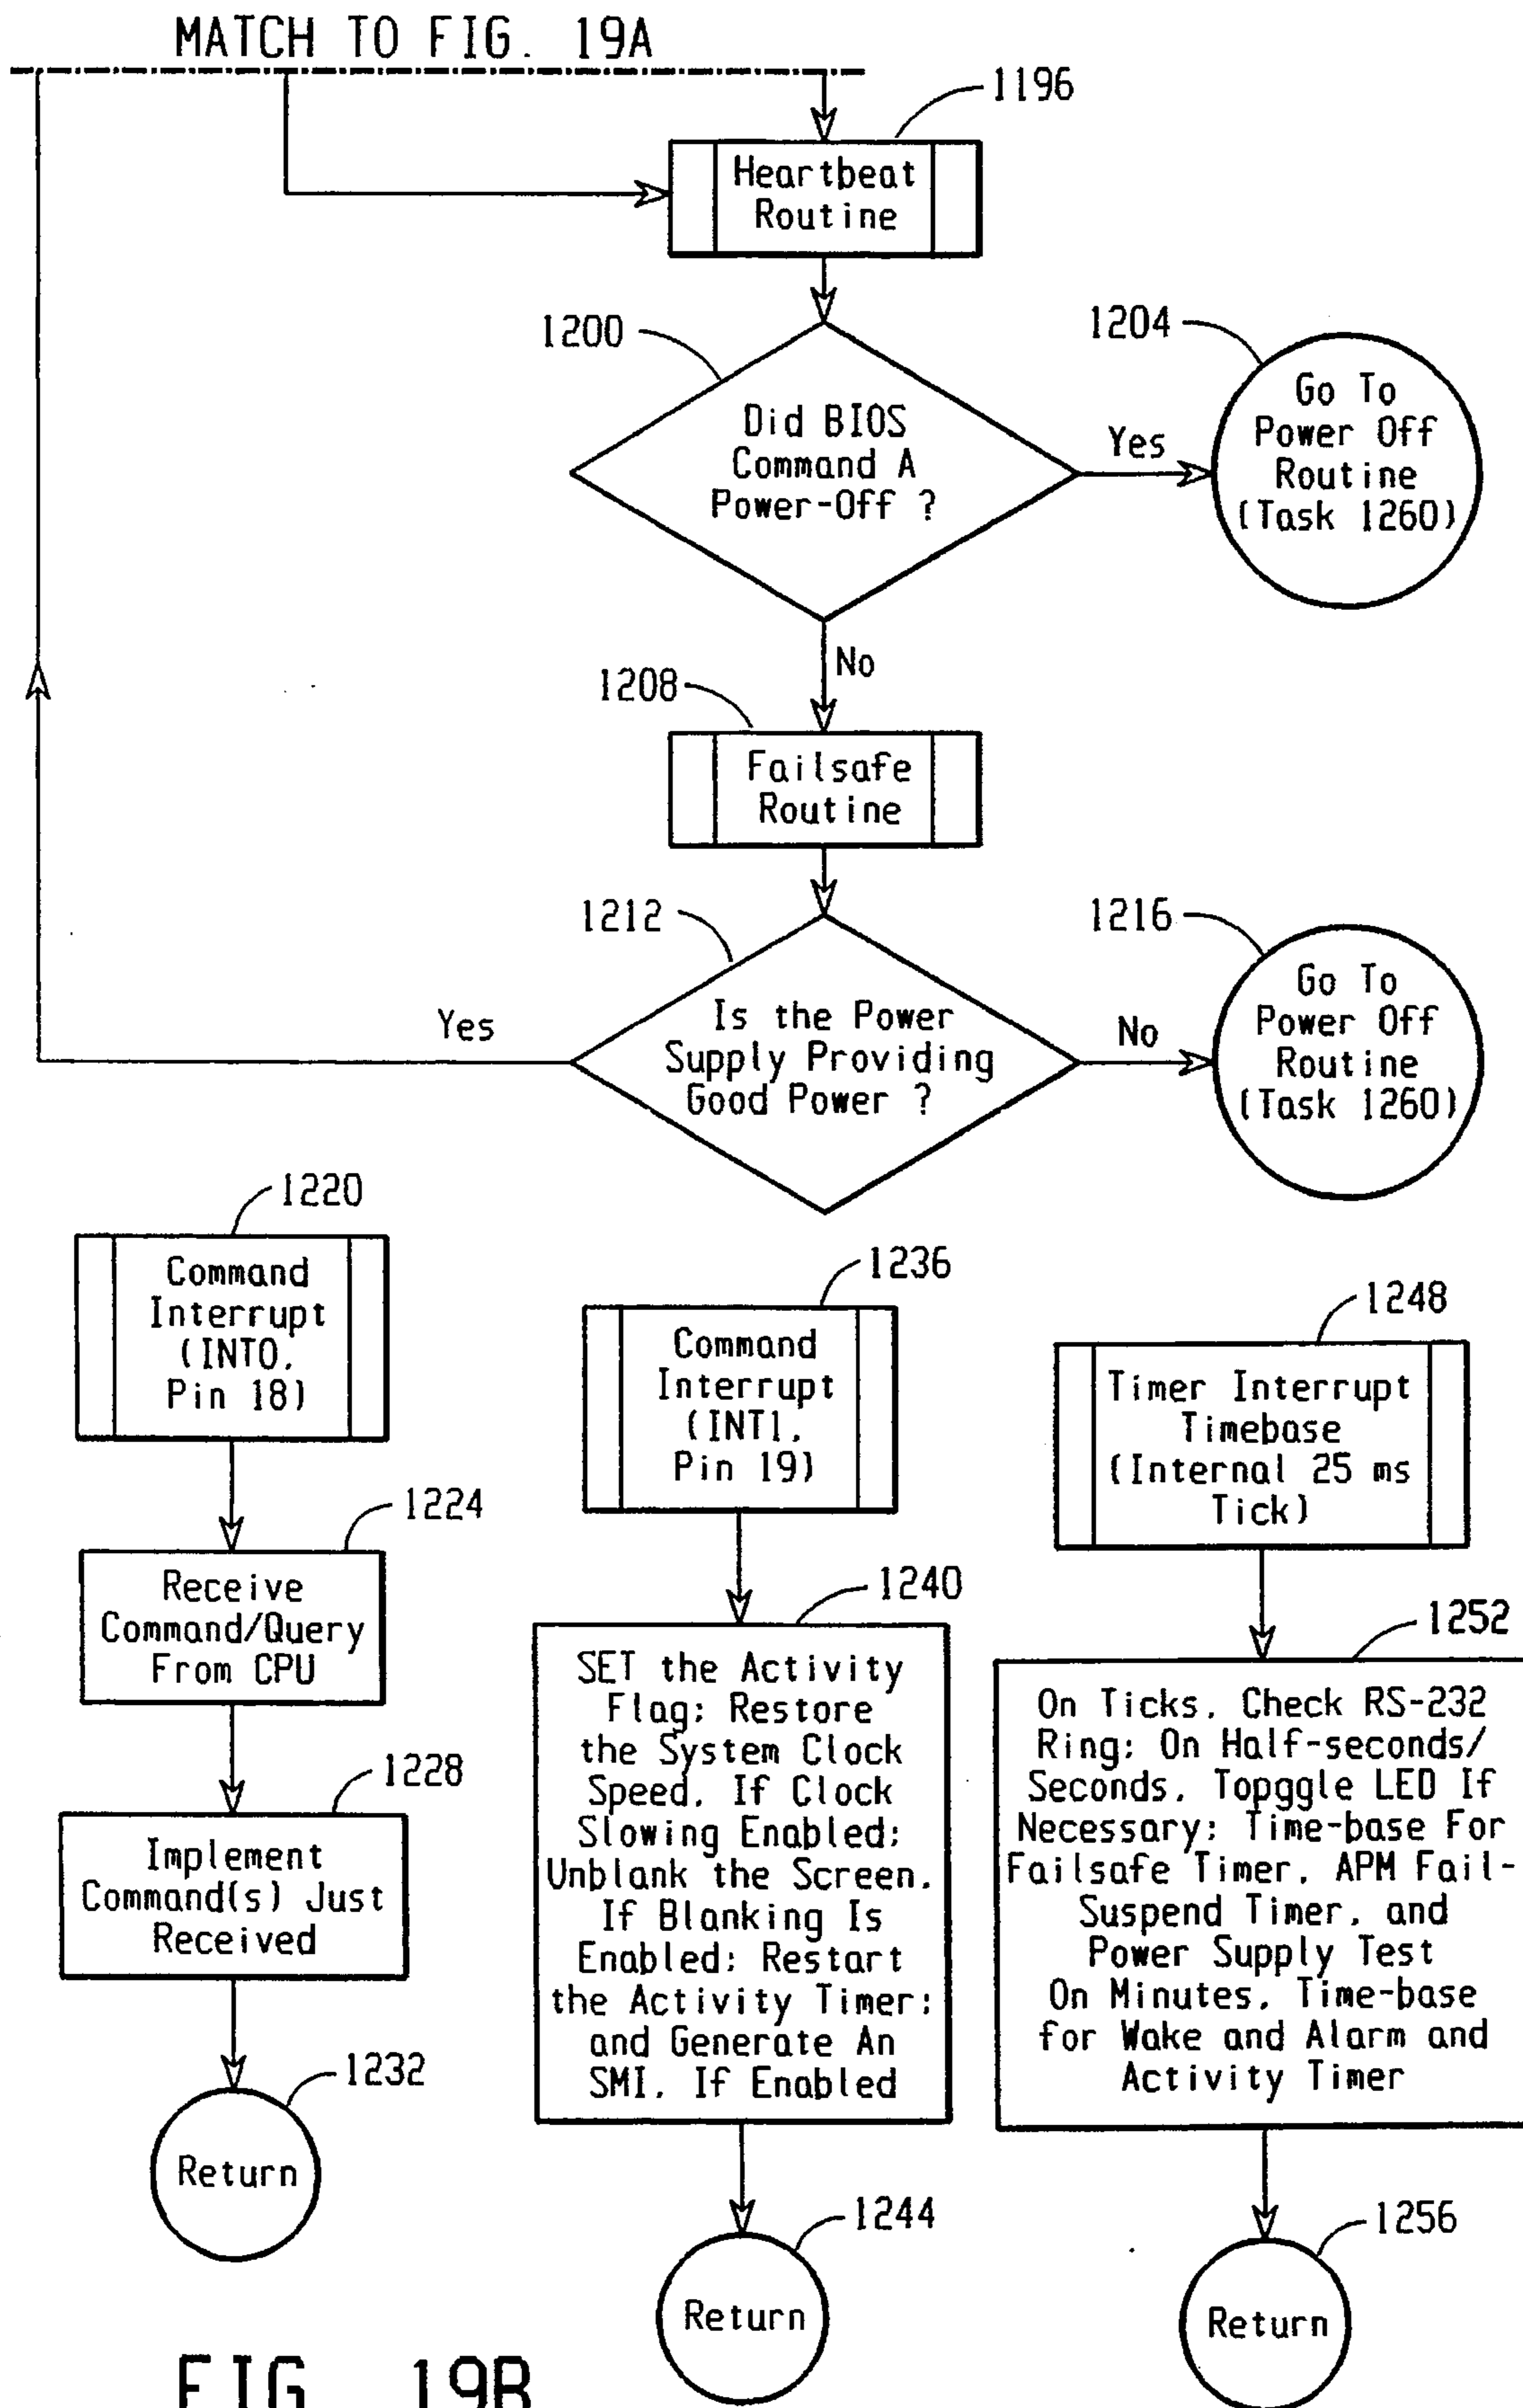 MATCH TO FIG. 19A
1196
Heartbeat
Routine
1200
Did BIOS
Command A
Power-Off ?
Yes
1204
Go To
Power Off
Routine
(Task 1260)
No
1208
Failsafe
Routine
1212
Is the Power
Supply Providing
Good Power ?
Yes
No
1216
Go To
Power Off
Routine
(Task 1260)
1220
Command
Interrupt
(INT0,
Pin 18)
1224
Receive
Command/Query
From CPU
1228
Implement
Command(s) Just
Received
1232
Return
1236
Command
Interrupt
(INT1,
Pin 19)
1240
SET the Activity
Flag; Restore
the System Clock
Speed, If Clock
Slowing Enabled;
Unblank the Screen,
If Blanking Is
Enabled; Restart
the Activity Timer;
and Generate An
SMI, If Enabled
1244
Return
1248
Timer Interrupt
Timebase
(Internal 25 ms
Tick)
1252
On Ticks, Check RS-232
Ring; On Half-seconds/
Seconds, Topggle LED If
Necessary; Time-base For
Failsafe Timer, APM Fail-
Suspend Timer, and
Power Supply Test
On Minutes, Time-base
for Wake and Alarm and
Activity Timer
1256
Return
FIG. 19B